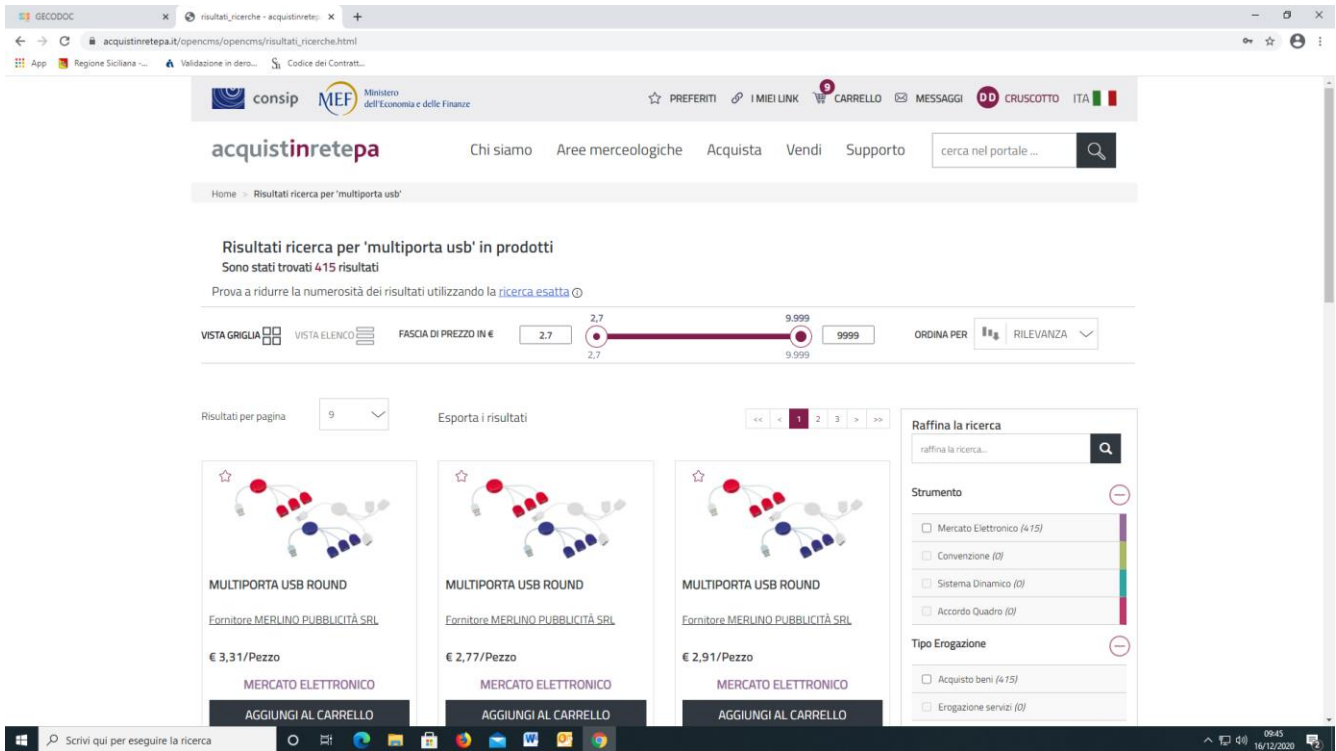 GECODOC
risultati_ricerche - acquistinretep
acquistinretepa.it/opencms/opencms/risultati_ricerche.html
App Regione Siciliana -... Validazione in dero... Codice dei Contratt...
consip MEF Ministero dell'Economia e delle Finanze
PREFERITI I MIEI LINK 9 CARRELLO MESSAGGI DD CRUSCOTTO ITA
acquistinretepa
Chi siamo Aree merceologiche Acquista Vendi Supporto cerca nel portale ...
Home > Risultati ricerca per 'multiporta usb'
Risultati ricerca per 'multiporta usb' in prodotti
Sono stati trovati 415 risultati
Prova a ridurre la numerosità dei risultati utilizzando la ricerca esatta
2,7 9.999
VISTA GRIGLIA VISTA ELENCO FASCIA DI PREZZO IN € 2.7 9999 ORDINA PER RILEVANZA
2,7 9.999
Risultati per pagina 9 Esporta i risultati << < 1 2 3 > >>
Raffina la ricerca
raffina la ricerca...
Strumento
Mercato Elettronico (415)
Convenzione (0)
Sistema Dinamico (0)
Accordo Quadro (0)
Tipo Erogazione
Acquisto beni (415)
Erogazione servizi (0)
MULTIPORTA USB ROUND MULTIPORTA USB ROUND MULTIPORTA USB ROUND
Fornitore MERLINO PUBBLICITÀ SRL Fornitore MERLINO PUBBLICITÀ SRL Fornitore MERLINO PUBBLICITÀ SRL
€ 3,31/Pezzo € 2,77/Pezzo € 2,91/Pezzo
MERCATO ELETTRONICO MERCATO ELETTRONICO MERCATO ELETTRONICO
AGGIUNGI AL CARRELLO AGGIUNGI AL CARRELLO AGGIUNGI AL CARRELLO
Scrivi qui per eseguire la ricerca
09:45
16/12/2020
2